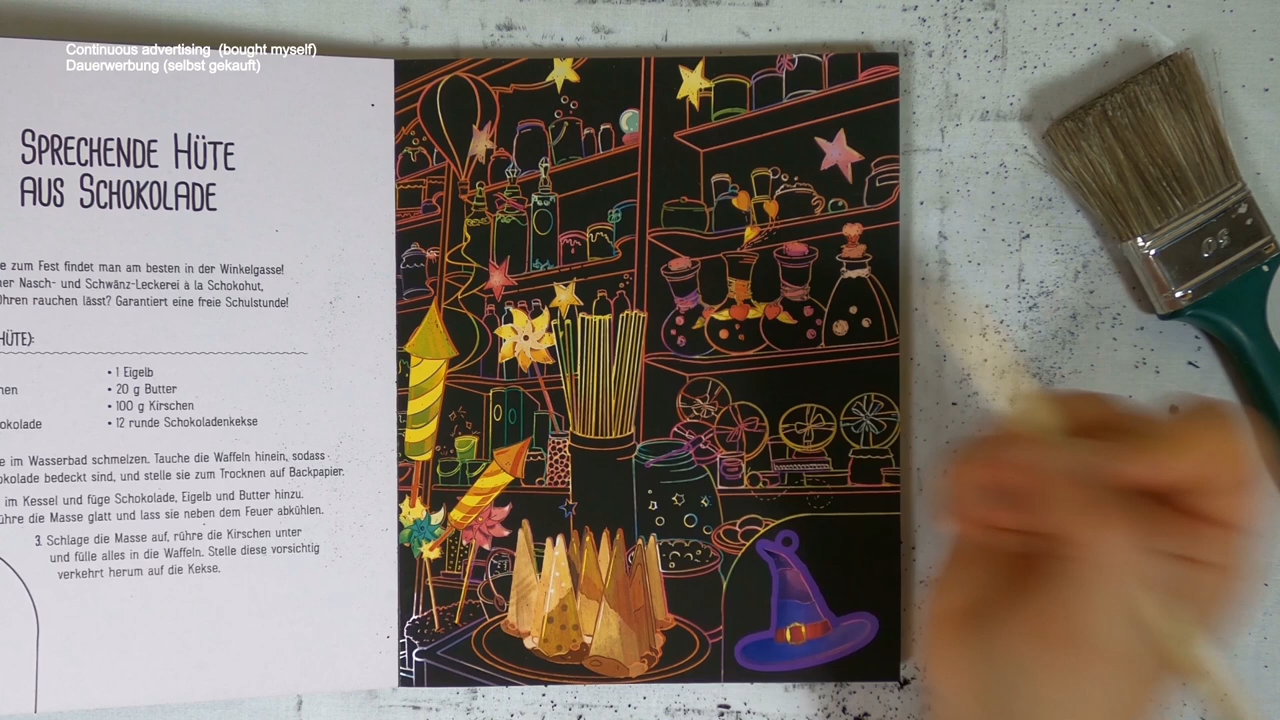 Continuous advertising (bought myself)
Dauerwerbung (selbst gekauft)
SPRECHENDE HÜTE
AUS SCHOKOLADE
e zum Fest findet man am besten in der Winkelgasse!
er Nasch- und Schwänz-Leckerei à la Schokohut,
Ohren rauchen lässt? Garantiert eine freie Schulstunde!
HÜTE):
• 1 Eigelb
• 20 g Butter
• 100 g Kirschen
• 12 runde Schokoladenkekse
e im Wasserbad schmelzen. Tauche die Waffeln hinein, sodass
okolade bedeckt sind, und stelle sie zum Trocknen auf Backpapier.
im Kessel und füge Schokolade, Eigelb und Butter hinzu.
ühre die Masse glatt und lass sie neben dem Feuer abkühlen.
3. Schlage die Masse auf, rühre die Kirschen unter
und fülle alles in die Waffeln. Stelle diese vorsichtig
verkehrt herum auf die Kekse.
50